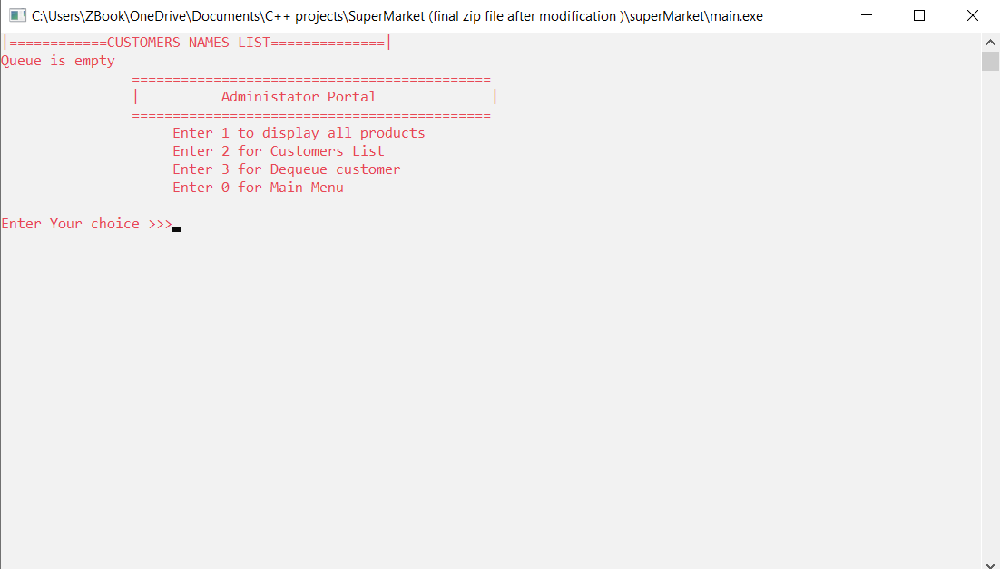 C:\Users\ZBook\OneDrive\Documents\C++ projects\SuperMarket (final zip file after modification )\superMarket\main.exe
|============CUSTOMERS NAMES LIST==============|
Queue is empty
============================================
| Administator Portal |
============================================
Enter 1 to display all products
Enter 2 for Customers List
Enter 3 for Dequeue customer
Enter 0 for Main Menu
Enter Your choice >>>